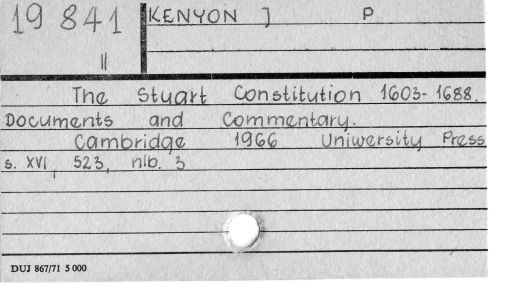 19 841
II
KENYON J P
The Stuart Constitution 1603-1688.
Documents and Commentary.
Cambridge 1966 University Press
s. XVI, 523, nlb. 3
DUJ 867/71 5 000